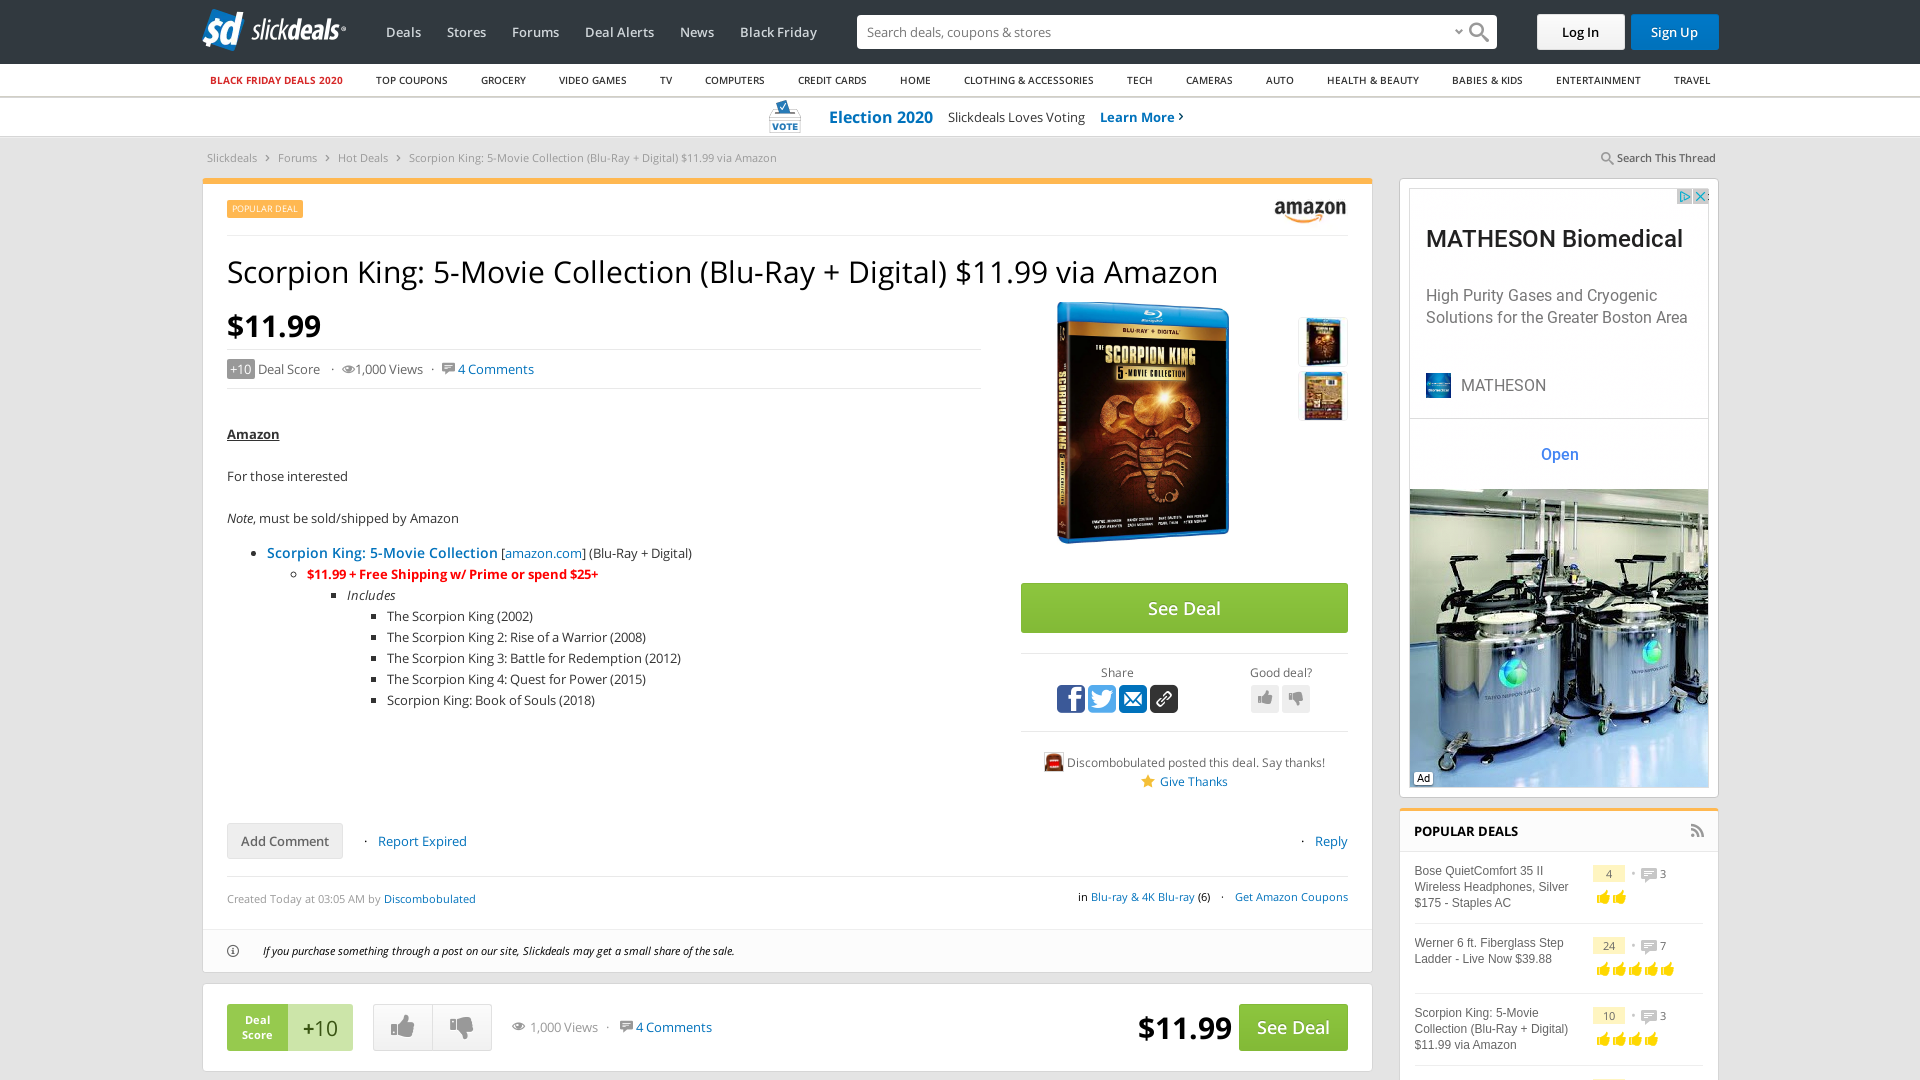 slickdeals
Deals Stores Forums Deal Alerts News Black Friday
Search deals, coupons & stores
Log In
Sign Up
BLACK FRIDAY DEALS 2020 TOP COUPONS GROCERY VIDEO GAMES TV COMPUTERS CREDIT CARDS HOME CLOTHING & ACCESSORIES TECH CAMERAS AUTO HEALTH & BEAUTY BABIES & KIDS ENTERTAINMENT TRAVEL
VOTE
Election 2020 Slickdeals Loves Voting Learn More
Slickdeals Forums Hot Deals Scorpion King: 5-Movie Collection (Blu-Ray + Digital) $11.99 via Amazon
Search This Thread
POPULAR DEAL
amazon
Scorpion King: 5-Movie Collection (Blu-Ray + Digital) $11.99 via Amazon
$11.99
+10 Deal Score · 1,000 Views · 4 Comments
Amazon
For those interested
Note, must be sold/shipped by Amazon
Scorpion King: 5-Movie Collection [amazon.com] (Blu-Ray + Digital)
$11.99 + Free Shipping w/ Prime or spend $25+
Includes
The Scorpion King (2002)
The Scorpion King 2: Rise of a Warrior (2008)
The Scorpion King 3: Battle for Redemption (2012)
The Scorpion King 4: Quest for Power (2015)
Scorpion King: Book of Souls (2018)
BLU-RAY + DIGITAL
THE SCORPION KING
5-MOVIE COLLECTION
See Deal
Share
Good deal?
Discombobulated posted this deal. Say thanks!
Give Thanks
Add Comment · Report Expired
· Reply
Created Today at 03:05 AM by Discombobulated
in Blu-ray & 4K Blu-ray (6) · Get Amazon Coupons
If you purchase something through a post on our site, Slickdeals may get a small share of the sale.
Deal
Score
+10
1,000 Views · 4 Comments
$11.99
See Deal
MATHESON Biomedical
High Purity Gases and Cryogenic
Solutions for the Greater Boston Area
MATHESON
Open
Ad
POPULAR DEALS
Bose QuietComfort 35 II
Wireless Headphones, Silver
$175 - Staples AC
4 · 3
Werner 6 ft. Fiberglass Step
Ladder - Live Now $39.88
24 · 7
Scorpion King: 5-Movie
Collection (Blu-Ray + Digital)
$11.99 via Amazon
10 · 3